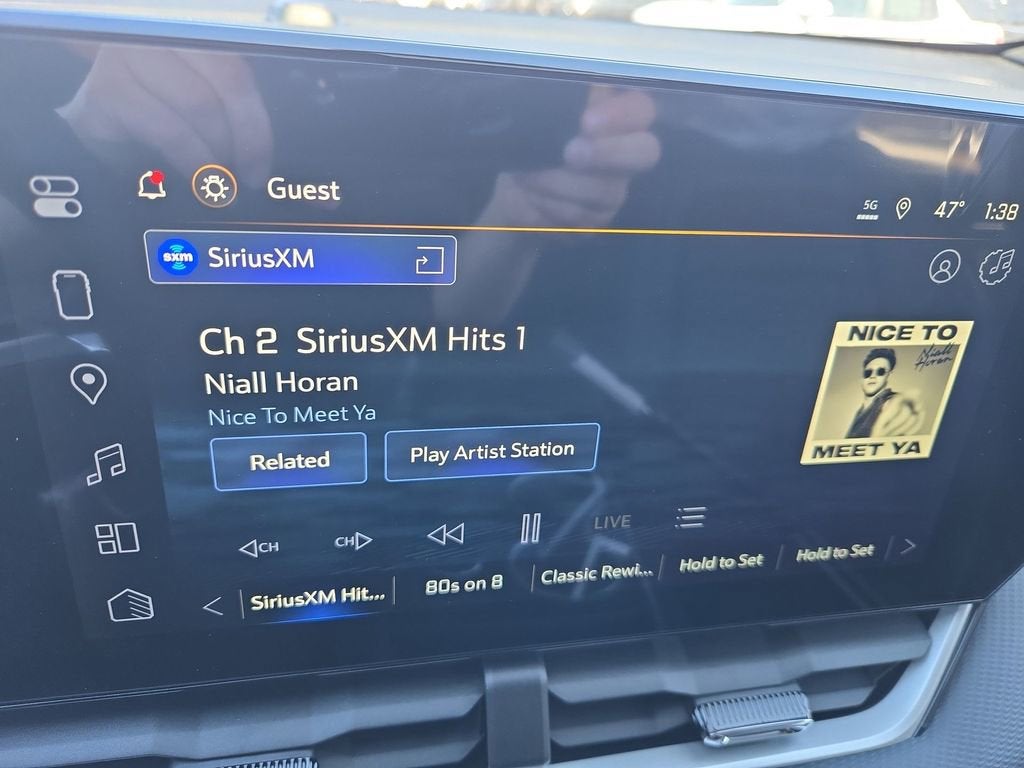 Guest
5G
47° 1:38
sxm SiriusXM
Ch 2 SiriusXM Hits 1
Niall Horan
Nice To Meet Ya
Related
Play Artist Station
NICE TO
Niall Horan
MEET YA
CH
CH
LIVE
SiriusXM Hit...
80s on 8
Classic Rewi...
Hold to Set
Hold to Set